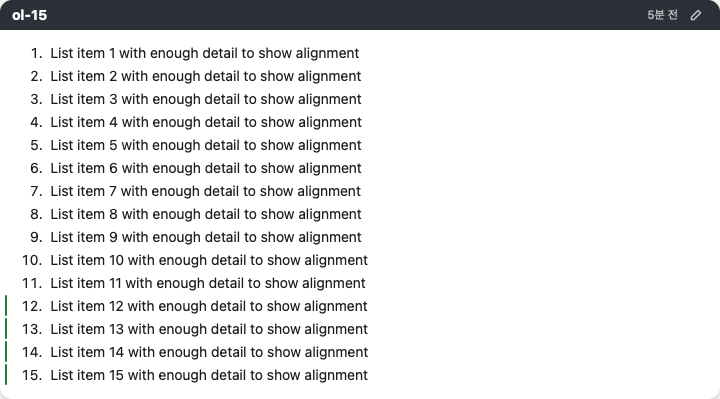 ol-15
5분 전
1. List item 1 with enough detail to show alignment
2. List item 2 with enough detail to show alignment
3. List item 3 with enough detail to show alignment
4. List item 4 with enough detail to show alignment
5. List item 5 with enough detail to show alignment
6. List item 6 with enough detail to show alignment
7. List item 7 with enough detail to show alignment
8. List item 8 with enough detail to show alignment
9. List item 9 with enough detail to show alignment
10. List item 10 with enough detail to show alignment
11. List item 11 with enough detail to show alignment
12. List item 12 with enough detail to show alignment
13. List item 13 with enough detail to show alignment
14. List item 14 with enough detail to show alignment
15. List item 15 with enough detail to show alignment